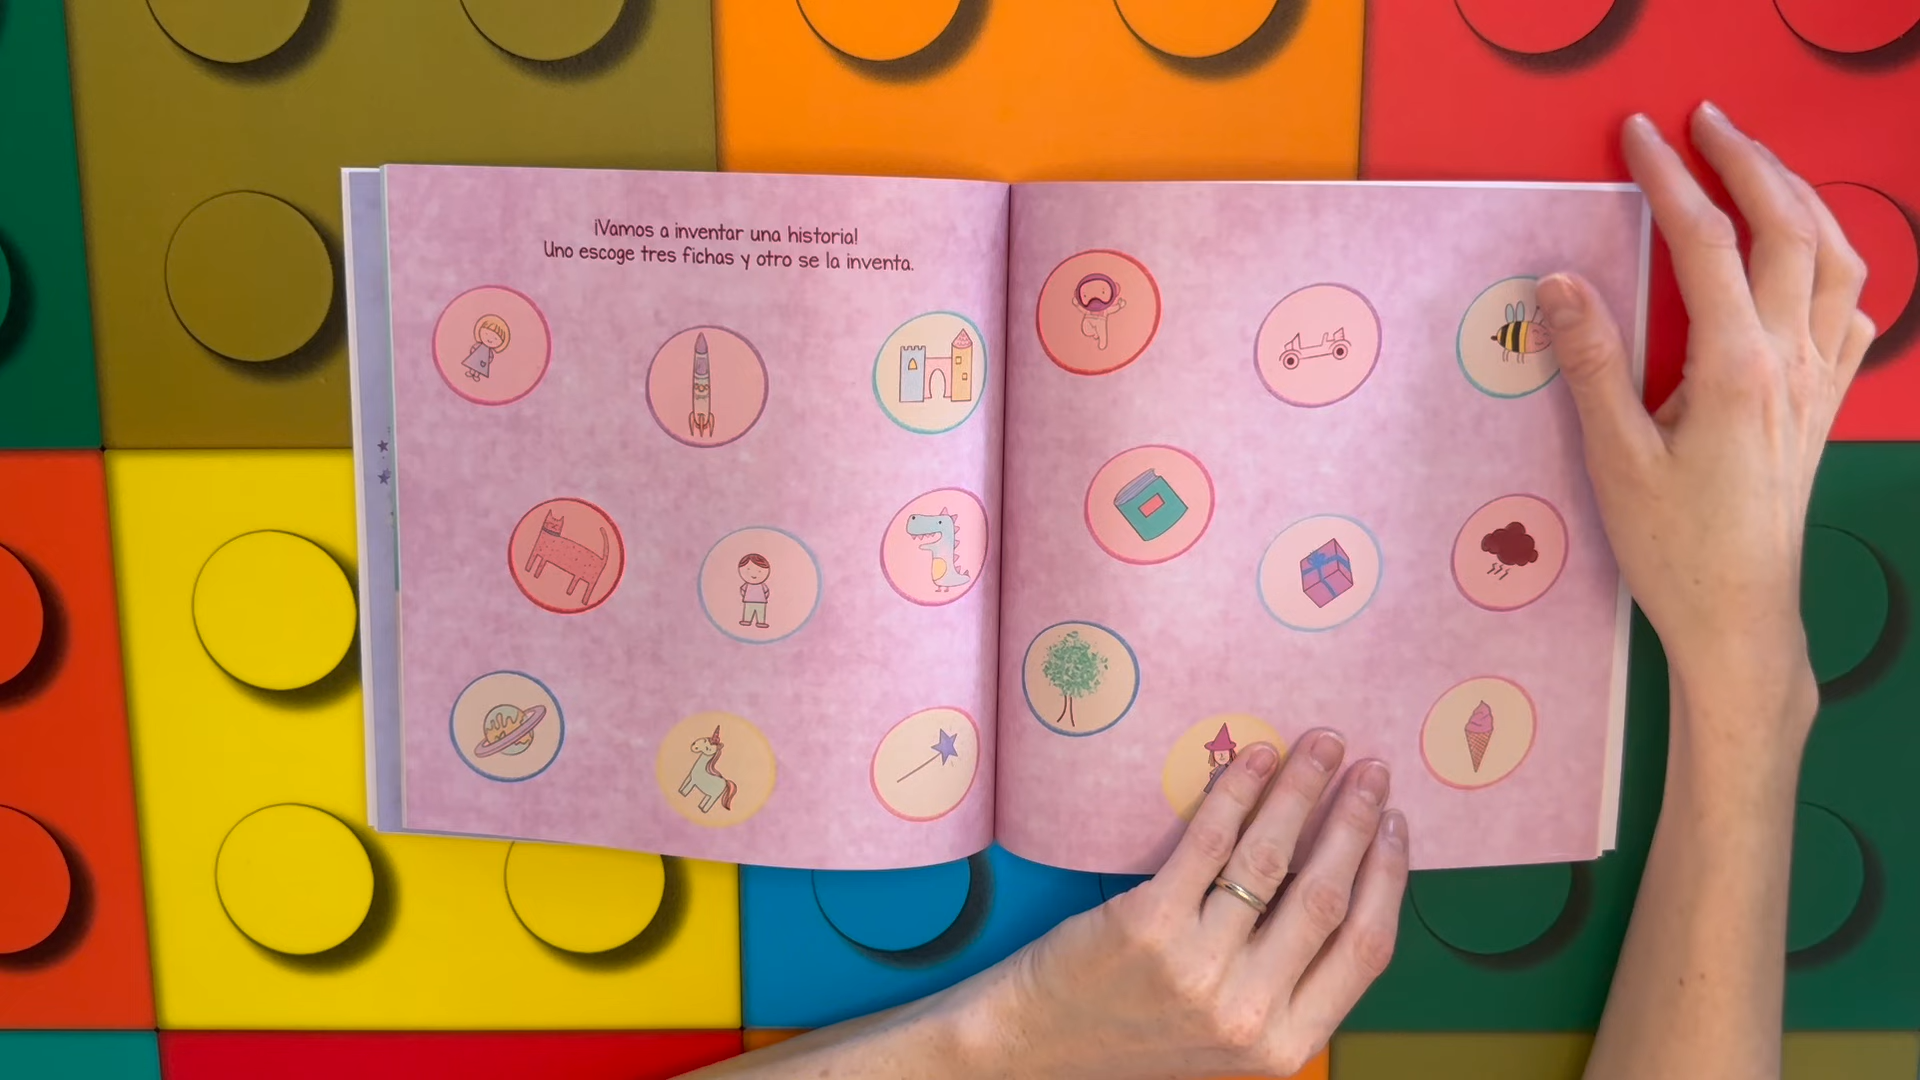 ¡Vamos a inventar una historia!
Uno escoge tres fichas y otro se la inventa.